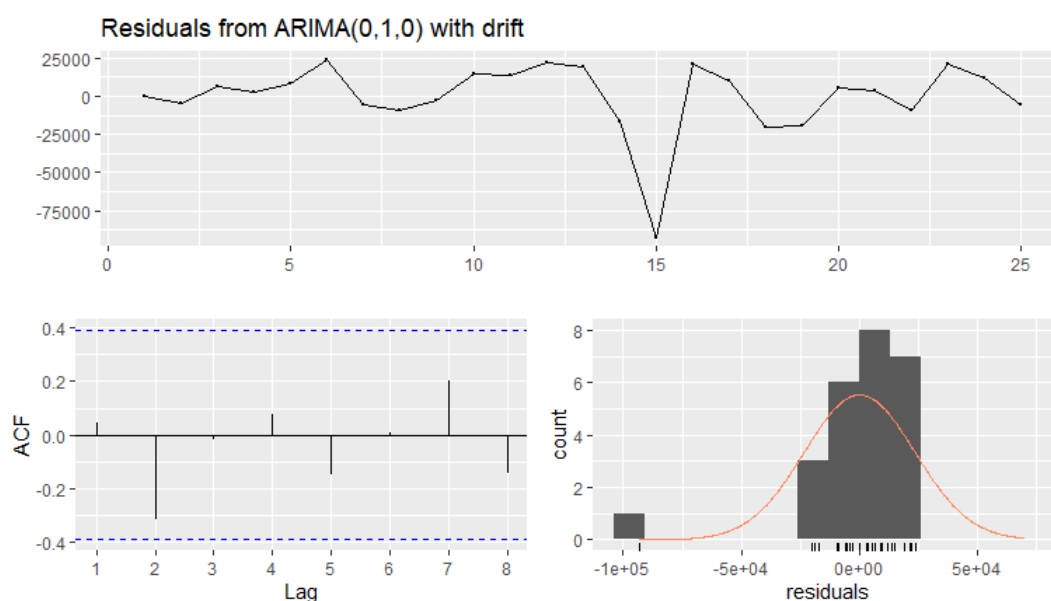 Residuals from ARIMA(0,1,0) with drift
25000
0
-25000
-50000
-75000
0 5 10 15 20 25
ACF
0.4
0.2
0.0
-0.2
-0.4
1 2 3 4 5 6 7 8
Lag
count
8
6
4
2
0
-1e+05 -5e+04 0e+00 5e+04
residuals